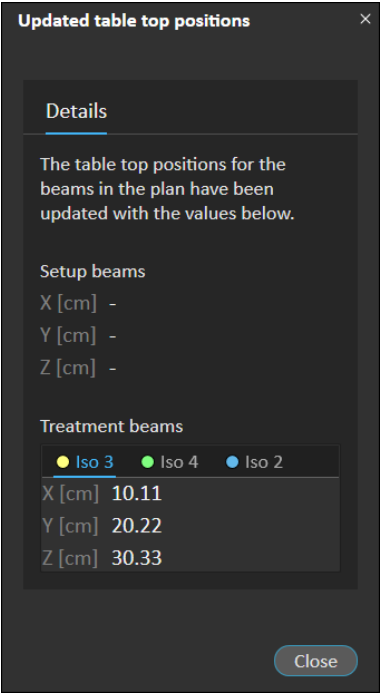 Updated table top positions ×
Details
The table top positions for the
beams in the plan have been
updated with the values below.
Setup beams
X [cm] -
Y [cm] -
Z [cm] -
Treatment beams
Iso 3 Iso 4 Iso 2
X [cm] 10.11
Y [cm] 20.22
Z [cm] 30.33
Close